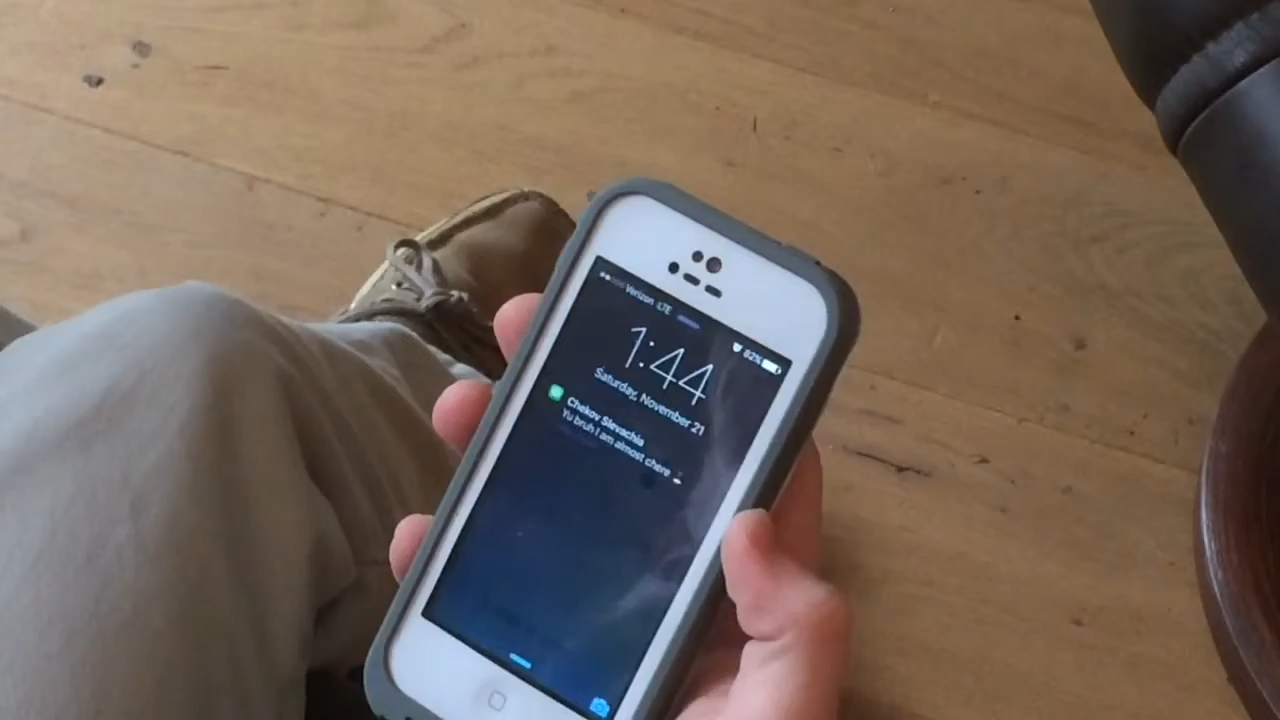 Verizon LTE
82%
1:44
Saturday, November 21
Chekov Slevachia
Yu bruh I am almost chere